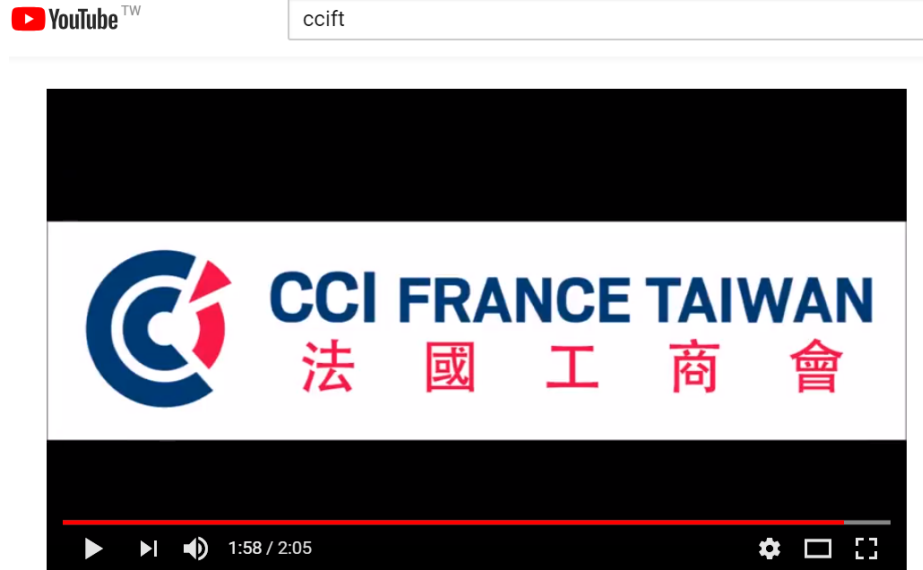 YouTube TW
ccift
CCI FRANCE TAIWAN
法國工商會
1:58 / 2:05